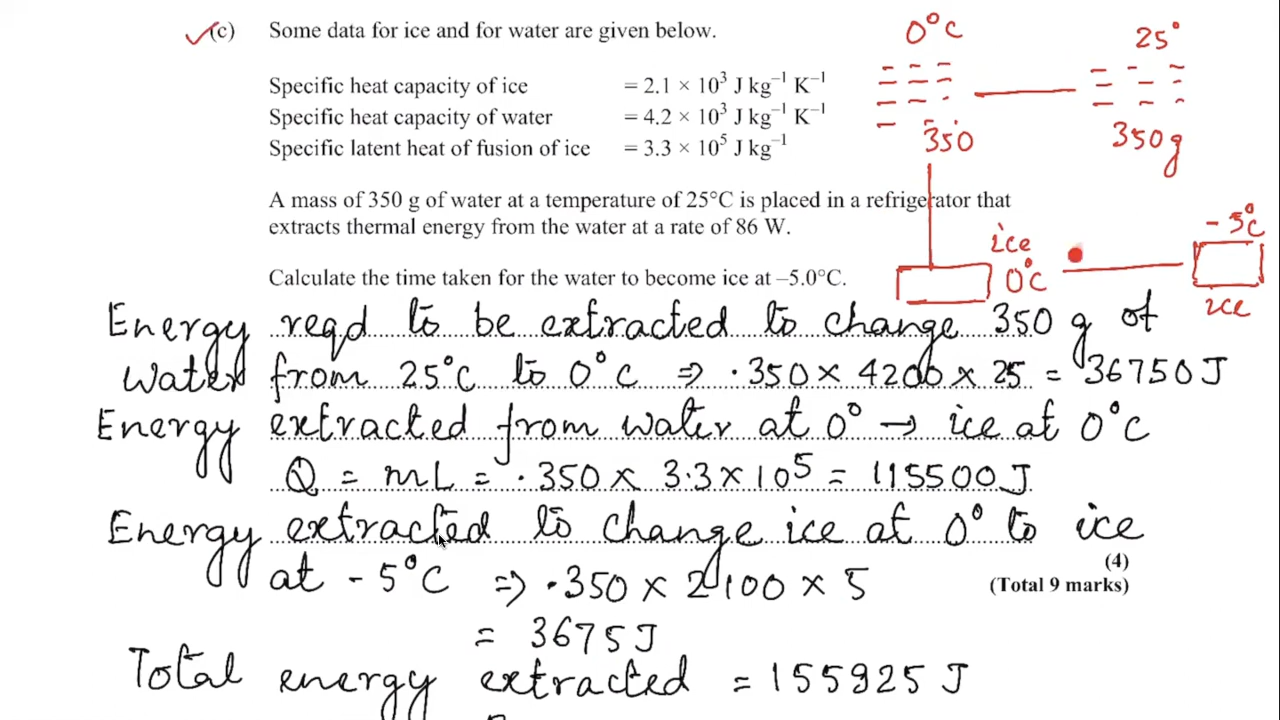 (c) Some data for ice and for water are given below.
0°C
25°
Specific heat capacity of ice = 2.1 × 10³ J kg⁻¹ K⁻¹
Specific heat capacity of water = 4.2 × 10³ J kg⁻¹ K⁻¹
Specific latent heat of fusion of ice = 3.3 × 10⁵ J kg⁻¹
350
350g
A mass of 350 g of water at a temperature of 25°C is placed in a refrigerator that
extracts thermal energy from the water at a rate of 86 W.
ice
0°C
-5°C
ice
Calculate the time taken for the water to become ice at –5.0°C.
Energy reqd to be extracted to change 350 g of
water from 25°C to 0°C ⇒ .350 × 4200 × 25 = 36750 J
Energy extracted from water at 0° → ice at 0°C
Q = mL = .350 × 3.3 × 10⁵ = 115500 J
Energy extracted to change ice at 0° to ice
(4)
at -5°C ⇒ .350 × 2100 × 5
(Total 9 marks)
= 3675 J
Total energy extracted = 155925 J